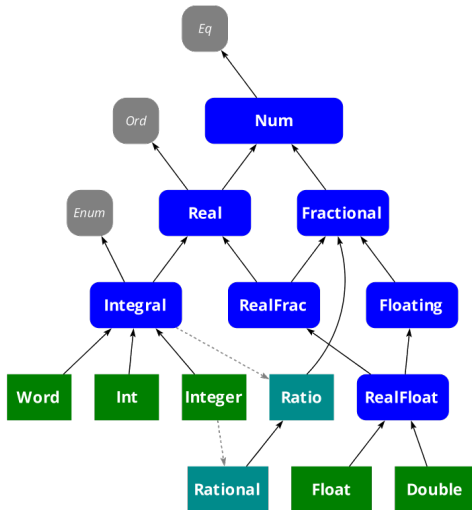 Eq
Ord
Num
Enum
Real
Fractional
Integral
RealFrac
Floating
Word
Int
Integer
Ratio
RealFloat
Rational
Float
Double